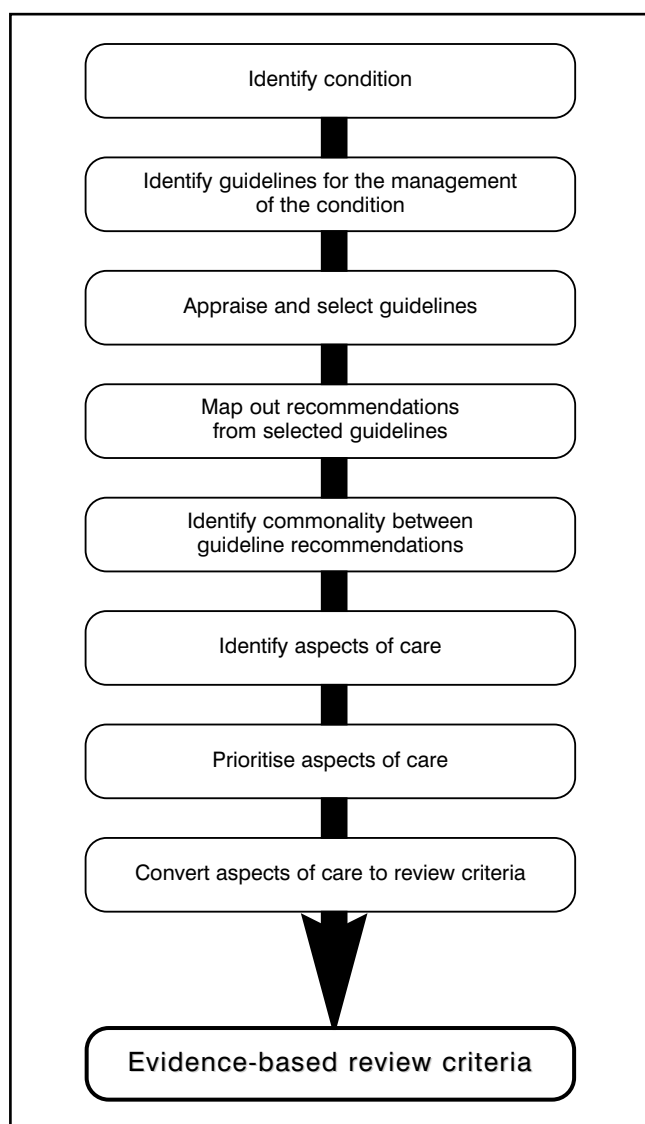 Identify condition
Identify guidelines for the management
of the condition
Appraise and select guidelines
Map out recommendations
from selected guidelines
Identify commonality between
guideline recommendations
Identify aspects of care
Prioritise aspects of care
Convert aspects of care to review criteria
Evidence-based review criteria